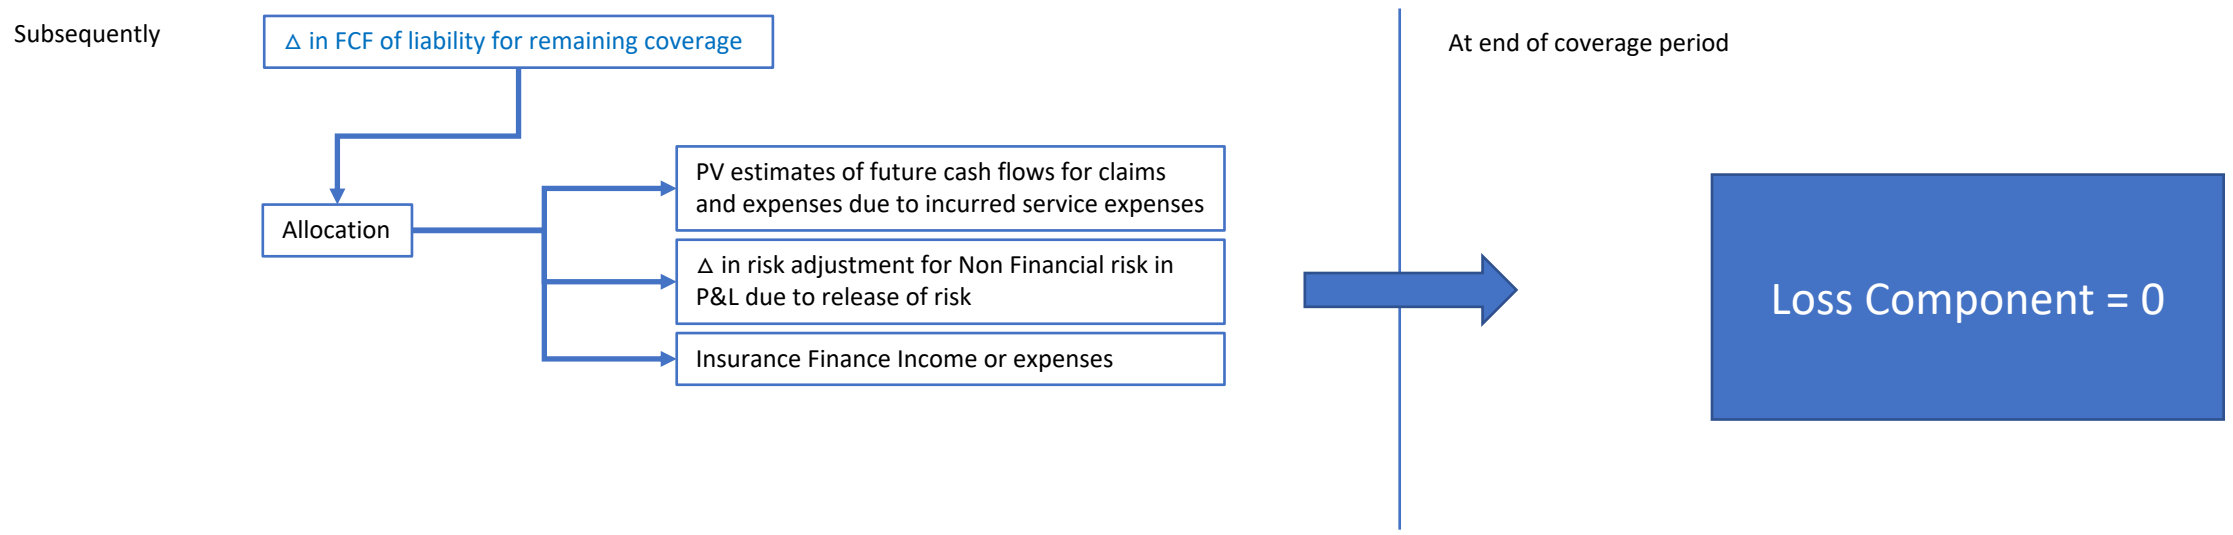 Subsequently
△ in FCF of liability for remaining coverage
At end of coverage period
Allocation
PV estimates of future cash flows for claims
and expenses due to incurred service expenses
△ in risk adjustment for Non Financial risk in
P&L due to release of risk
Insurance Finance Income or expenses
Loss Component = 0